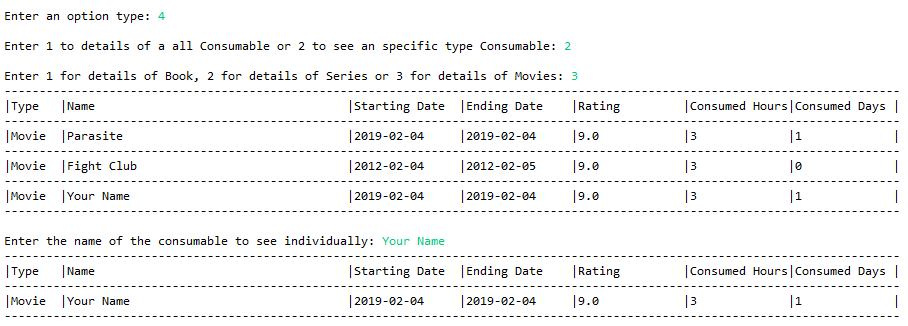 Enter an option type: 4
Enter 1 to details of a all Consumable or 2 to see an specific type Consumable: 2
Enter 1 for details of Book, 2 for details of Series or 3 for details of Movies: 3
--------------------------------------------------------------------------------------------------------------------------------
|Type   |Name                                    |Starting Date  |Ending Date    |Rating         |Consumed Hours|Consumed Days |
--------------------------------------------------------------------------------------------------------------------------------
|Movie  |Parasite                                |2019-02-04     |2019-02-04     |9.0            |3             |1             |
--------------------------------------------------------------------------------------------------------------------------------
|Movie  |Fight Club                              |2012-02-04     |2012-02-05     |9.0            |3             |0             |
--------------------------------------------------------------------------------------------------------------------------------
|Movie  |Your Name                               |2019-02-04     |2019-02-04     |9.0            |3             |1             |
--------------------------------------------------------------------------------------------------------------------------------
Enter the name of the consumable to see individually: Your Name
--------------------------------------------------------------------------------------------------------------------------------
|Type   |Name                                    |Starting Date  |Ending Date    |Rating         |Consumed Hours|Consumed Days |
--------------------------------------------------------------------------------------------------------------------------------
|Movie  |Your Name                               |2019-02-04     |2019-02-04     |9.0            |3             |1             |
--------------------------------------------------------------------------------------------------------------------------------